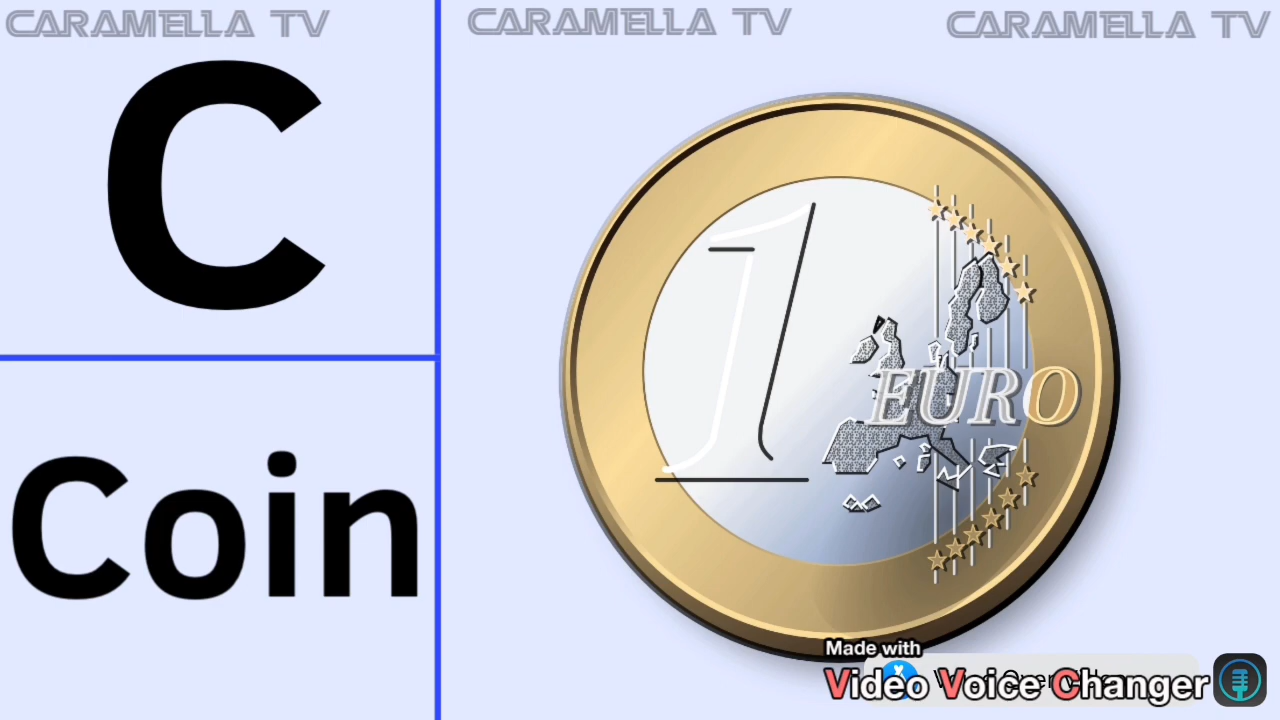 CARAMELLA TV
CARAMELLA TV
CARAMELLA TV
C
Coin
1
EURO
Made with
Video Voice Changer